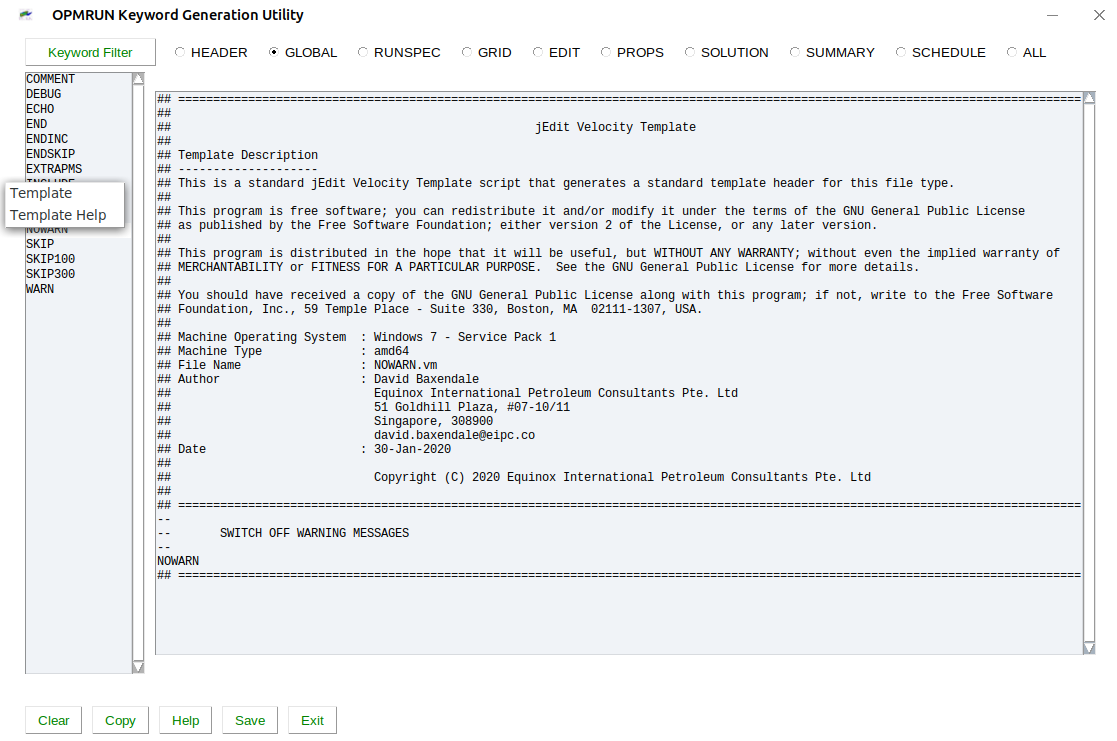 OPMRUN Keyword Generation Utility
Keyword Filter
HEADER
GLOBAL
RUNSPEC
GRID
EDIT
PROPS
SOLUTION
SUMMARY
SCHEDULE
ALL
COMMENT
DEBUG
ECHO
END
ENDINC
ENDSKIP
EXTRAPMS
INCLUDE
Template
Template Help
NOWARN
SKIP
SKIP100
SKIP300
WARN
## =================================================================================================================================
##
## jEdit Velocity Template
##
## Template Description
## --------------------
## This is a standard jEdit Velocity Template script that generates a standard template header for this file type.
##
## This program is free software; you can redistribute it and/or modify it under the terms of the GNU General Public License
## as published by the Free Software Foundation; either version 2 of the License, or any later version.
##
## This program is distributed in the hope that it will be useful, but WITHOUT ANY WARRANTY; without even the implied warranty of
## MERCHANTABILITY or FITNESS FOR A PARTICULAR PURPOSE.  See the GNU General Public License for more details.
##
## You should have received a copy of the GNU General Public License along with this program; if not, write to the Free Software
## Foundation, Inc., 59 Temple Place - Suite 330, Boston, MA  02111-1307, USA.
##
## Machine Operating System  : Windows 7 - Service Pack 1
## Machine Type              : amd64
## File Name                 : NOWARN.vm
## Author                    : David Baxendale
##                             Equinox International Petroleum Consultants Pte. Ltd
##                             51 Goldhill Plaza, #07-10/11
##                             Singapore, 308900
##                             david.baxendale@eipc.co
## Date                      : 30-Jan-2020
##
##                             Copyright (C) 2020 Equinox International Petroleum Consultants Pte. Ltd
##
## =================================================================================================================================
--
--       SWITCH OFF WARNING MESSAGES
--
NOWARN
## =================================================================================================================================
Clear
Copy
Help
Save
Exit